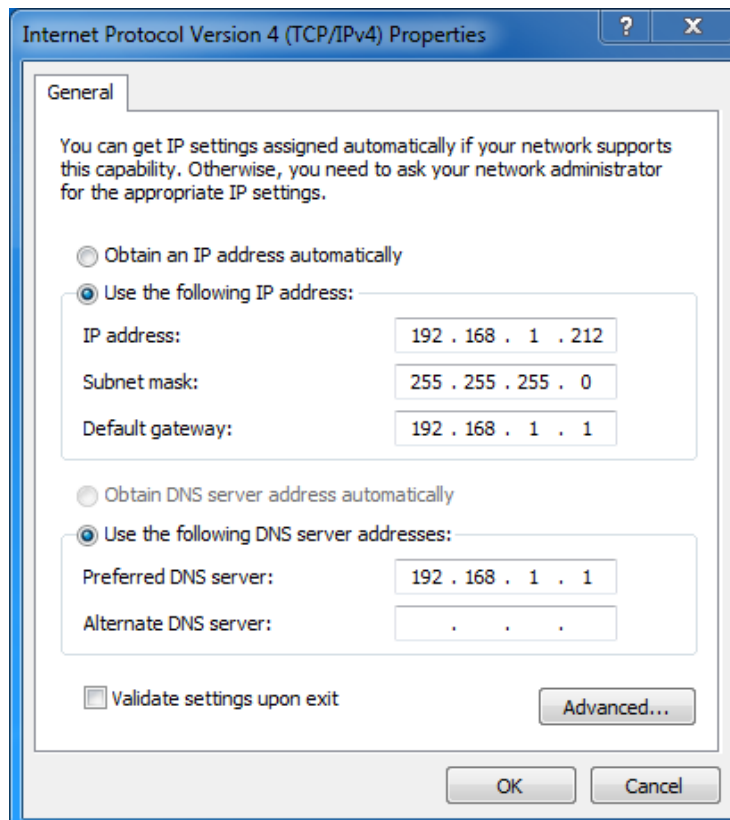 Internet Protocol Version 4 (TCP/IPv4) Properties
? X
General
You can get IP settings assigned automatically if your network supports
this capability. Otherwise, you need to ask your network administrator
for the appropriate IP settings.
Obtain an IP address automatically
Use the following IP address:
IP address: 192 . 168 . 1 . 212
Subnet mask: 255 . 255 . 255 . 0
Default gateway: 192 . 168 . 1 . 1
Obtain DNS server address automatically
Use the following DNS server addresses:
Preferred DNS server: 192 . 168 . 1 . 1
Alternate DNS server: . . .
Validate settings upon exit
Advanced...
OK Cancel